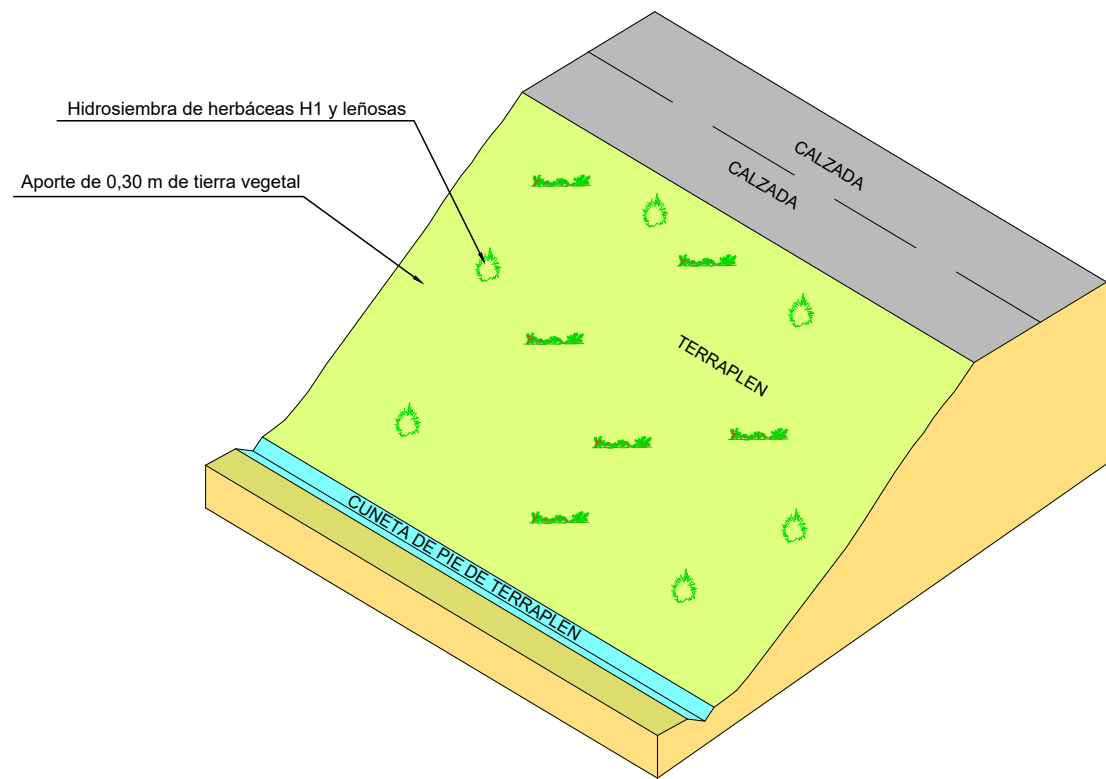 Hidrosiembra de herbáceas H1 y leñosas
Aporte de 0,30 m de tierra vegetal
CALZADA
CALZADA
TERRAPLEN
CUNETA DE PIE DE TERRAPLEN